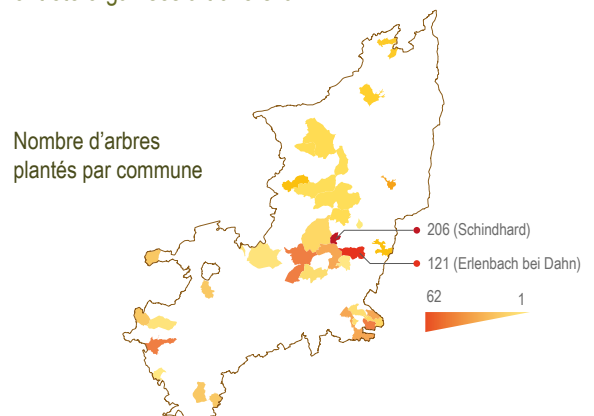 Nombre d'arbres
plantés par commune
206 (Schindhard)
121 (Erlenbach bei Dahn)
62 1